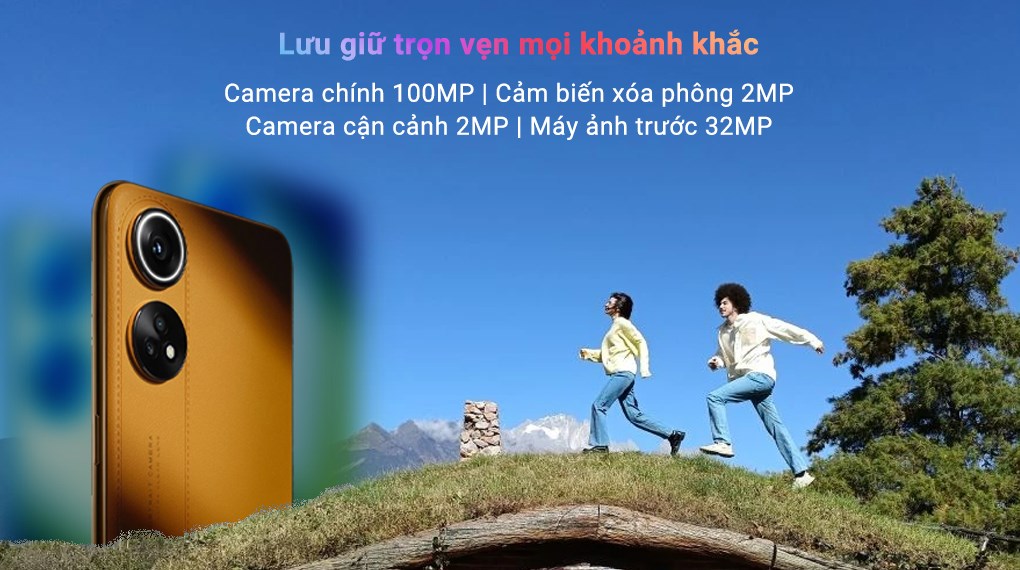 Lưu giữ trọn vẹn mọi khoảnh khắc
Camera chính 100MP | Cảm biến xóa phông 2MP
Camera cận cảnh 2MP | Máy ảnh trước 32MP